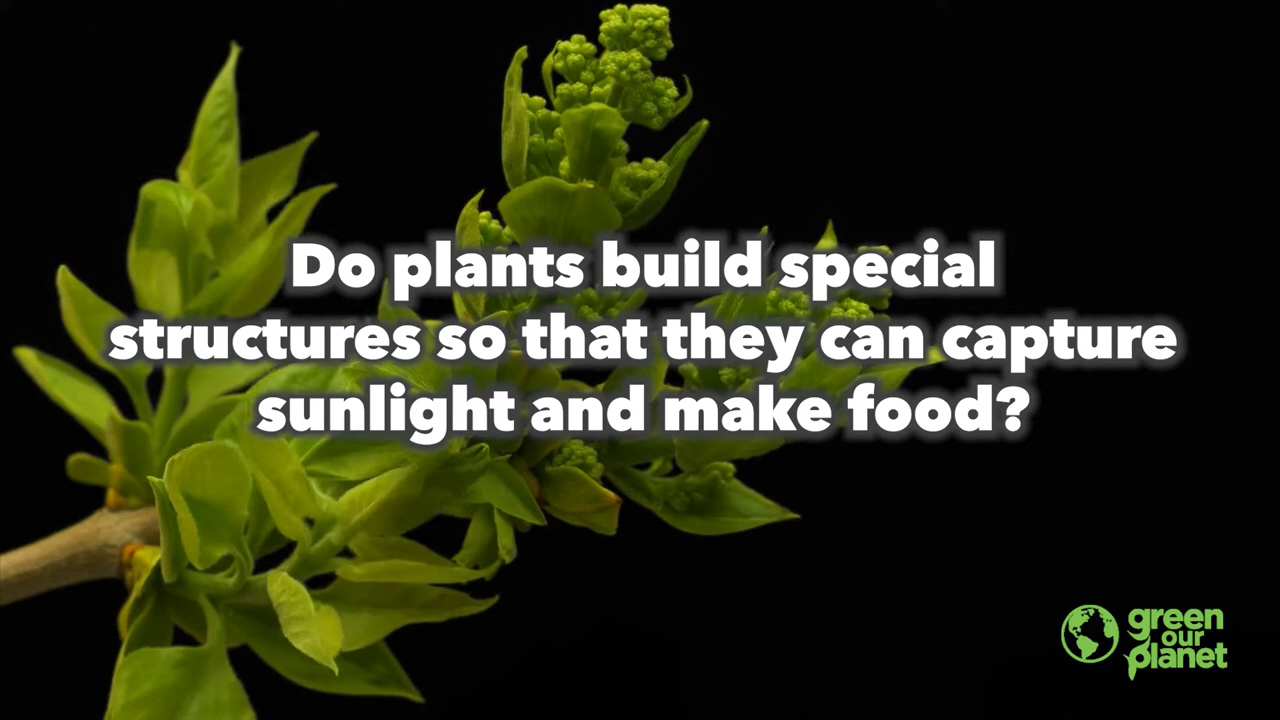 Do plants build special
structures so that they can capture
sunlight and make food?
green
our
planet